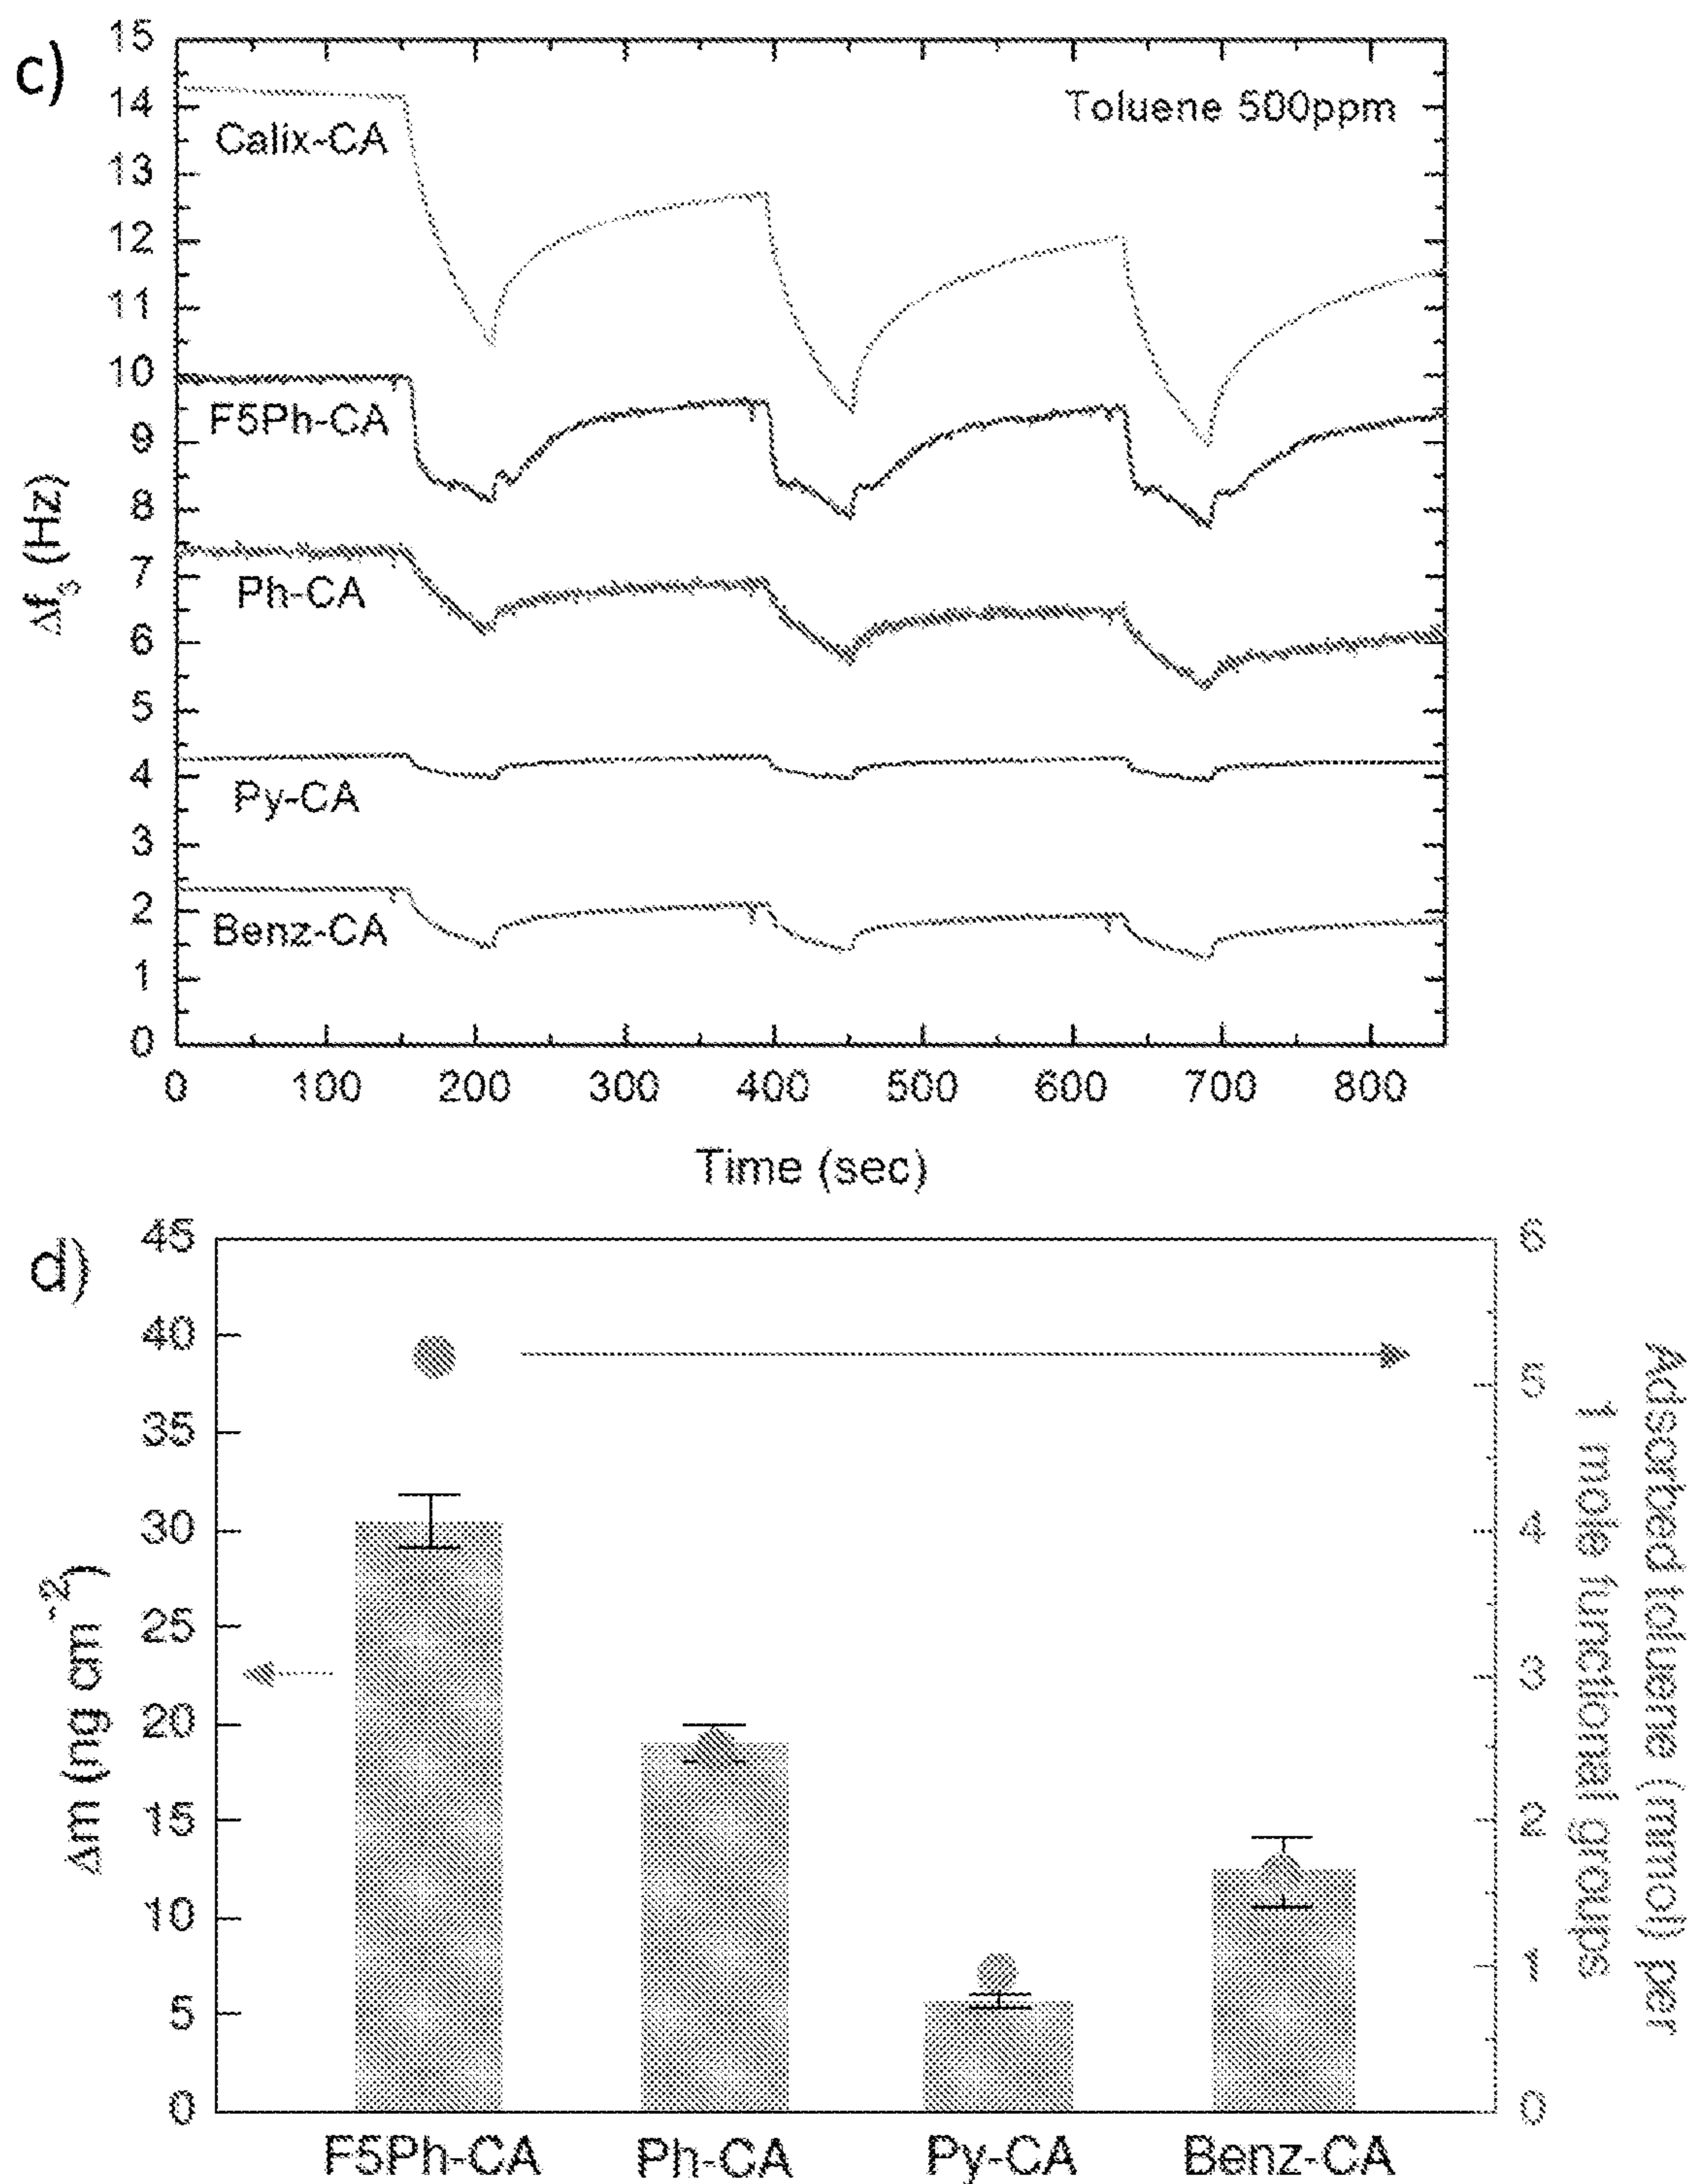 c)
15
14
13
12
11
10
9
8
7
6
5
4
3
2
1
0
Δf₃ (Hz)
Toluene 500ppm
Calix-CA
F5Ph-CA
Ph-CA
Py-CA
Benz-CA
0 100 200 300 400 500 600 700 800
Time (sec)
d)
45
40
35
30
25
20
15
10
5
0
Δm (ng cm⁻²)
6
5
4
3
2
1
0
Adsorbed toluene (mmol) per
1 mole functional groups
F5Ph-CA Ph-CA Py-CA Benz-CA